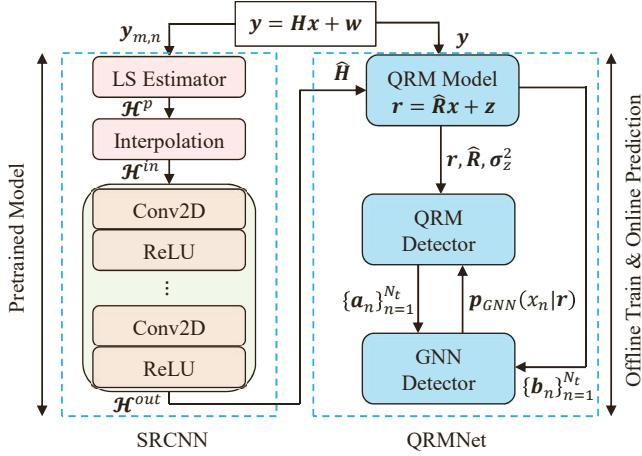 y = Hx + w
y_{m,n}
y
LS Estimator
ℋ^p
Interpolation
ℋ^{in}
Conv2D
ReLU
⋮
Conv2D
ReLU
ℋ^{out}
SRCNN
Pretrained Model
Ĥ
QRM Model
r = R̂x + z
r, R̂, σ_z^2
QRM
Detector
{a_n}_{n=1}^{N_t}
p_{GNN}(x_n|r)
GNN
Detector
{b_n}_{n=1}^{N_t}
QRMNet
Offline Train & Online Prediction